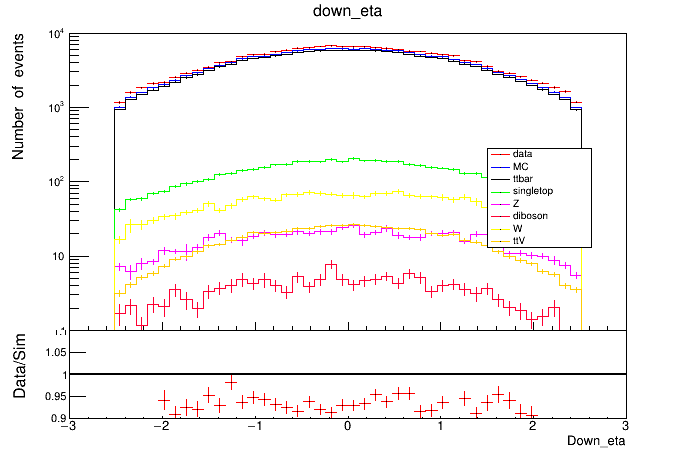 down_eta
Number of events
10^4
10^3
10^2
10
data
MC
ttbar
singletop
Z
diboson
W
ttV
Data/Sim
1.05
1
0.95
0.9
−3 −2 −1 0 1 2 3
Down_eta